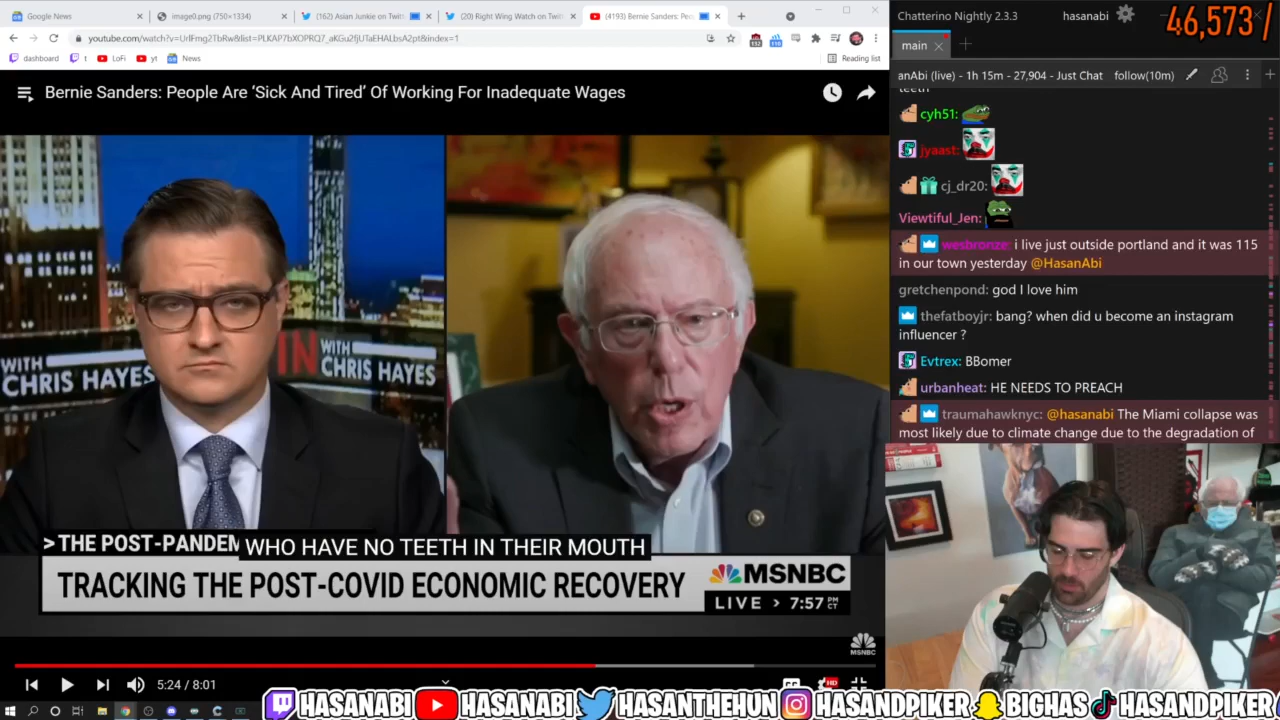 Google News
image0.png (750×1334)
(162) Asian Junkie on Twitt
(20) Right Wing Watch on Twitt
(4193) Bernie Sanders: Peo
youtube.com/watch?v=UrlFmg2TbRw&list=PLKAP7bXOPRQ7_aKGu2fjUTaEHALbsA2pt&index=1
dashboard
t
LoFi
yt
News
Reading list
Bernie Sanders: People Are ‘Sick And Tired’ Of Working For Inadequate Wages
WITH
CHRIS HAYES
IN WITH
CHRIS HAYES
>THE POST-PANDEM
WHO HAVE NO TEETH IN THEIR MOUTH
TRACKING THE POST-COVID ECONOMIC RECOVERY
MSNBC
LIVE > 7:57 PM CT
MSNBC
5:24 / 8:01
HD
Chatterino Nightly 2.3.3
hasanabi
46,573 /
main
anAbi (live) - 1h 15m - 27,904 - Just Chat
follow(10m)
teeth
cyh51:
jyaast:
cj_dr20:
Viewtiful_Jen:
wesbronze: i live just outside portland and it was 115
in our town yesterday @HasanAbi
gretchenpond: god I love him
thefatboyjr: bang? when did u become an instagram
influencer ?
Evtrex: BBomer
urbanheat: HE NEEDS TO PREACH
traumahawknyc: @hasanabi The Miami collapse was
most likely due to climate change due to the degradation of
HASANABI
HASANABI
HASANTHEHUN
HASANDPIKER
BIGHAS
HASANDPIKER